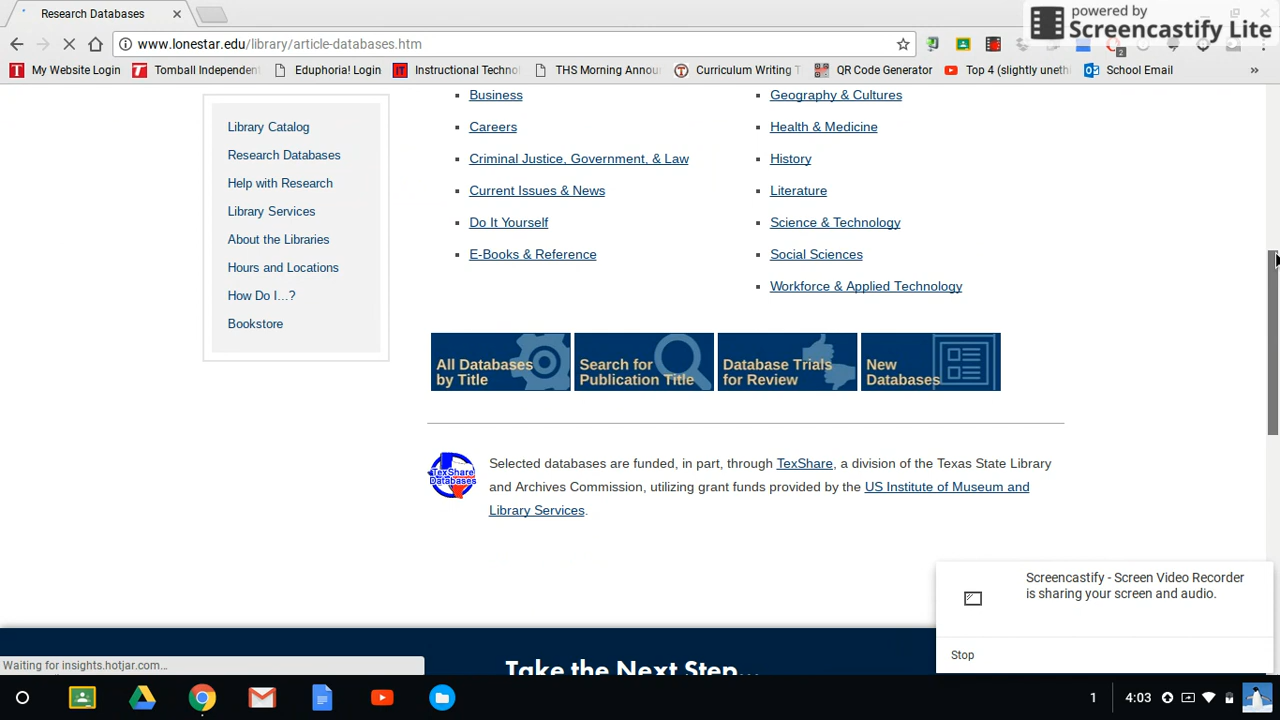 Research Databases
powered by
Screencastify Lite
www.lonestar.edu/library/article-databases.htm
2
My Website Login
Tomball Independen
Eduphoria! Login
Instructional Techno
THS Morning Annou
Curriculum Writing T
QR Code Generator
Top 4 (slightly uneth
School Email
Library Catalog
Research Databases
Help with Research
Library Services
About the Libraries
Hours and Locations
How Do I...?
Bookstore
Business
Careers
Criminal Justice, Government, & Law
Current Issues & News
Do It Yourself
E-Books & Reference
Geography & Cultures
Health & Medicine
History
Literature
Science & Technology
Social Sciences
Workforce & Applied Technology
All Databases
by Title
Search for
Publication Title
Database Trials
for Review
New
Databases
TexShare
Databases
Selected databases are funded, in part, through TexShare, a division of the Texas State Library
and Archives Commission, utilizing grant funds provided by the US Institute of Museum and
Library Services.
Screencastify - Screen Video Recorder
is sharing your screen and audio.
Stop
Take the Next Step...
Waiting for insights.hotjar.com...
1
4:03